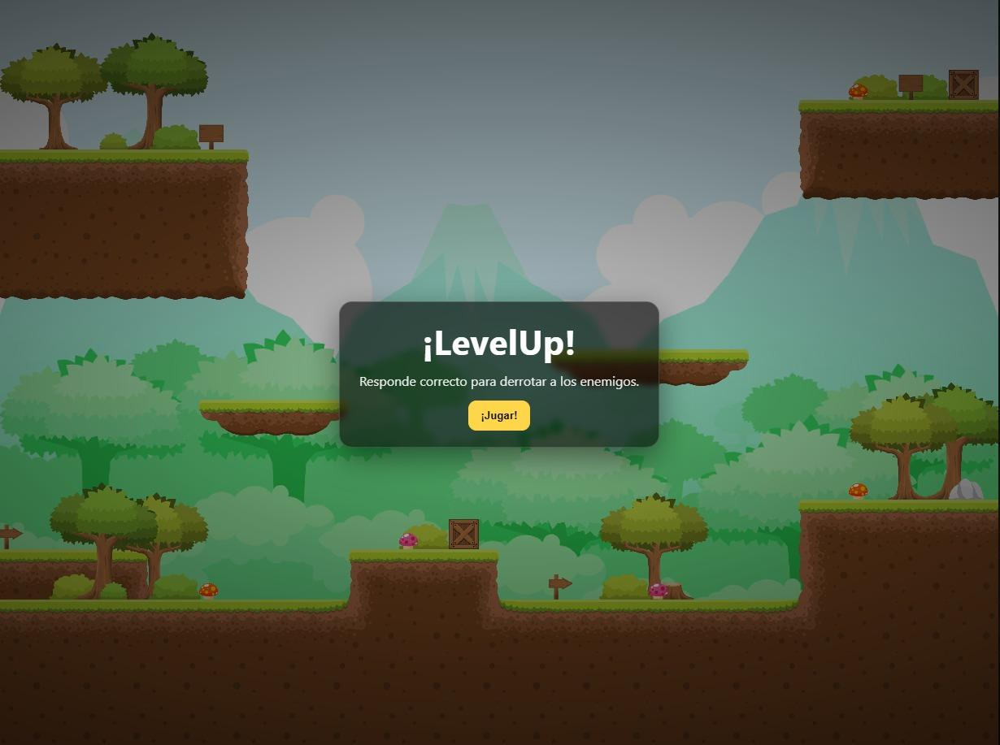 ¡LevelUp!
Responde correcto para derrotar a los enemigos.
¡Jugar!